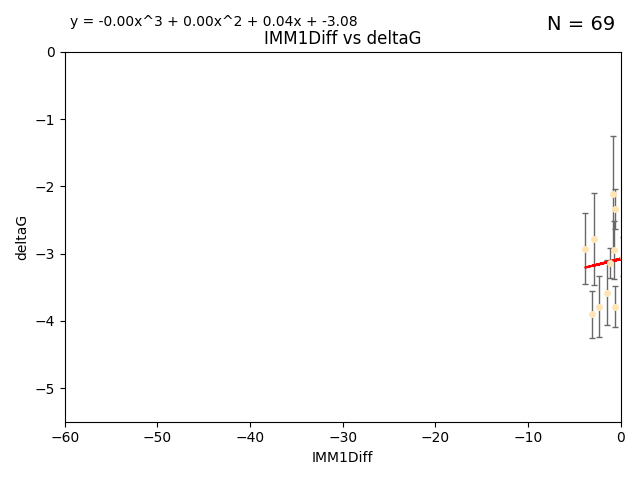 y = -0.00x^3 + 0.00x^2 + 0.04x + -3.08
N = 69
IMM1Diff vs deltaG
0
−1
−2
−3
−4
−5
deltaG
−60 −50 −40 −30 −20 −10 0
IMM1Diff